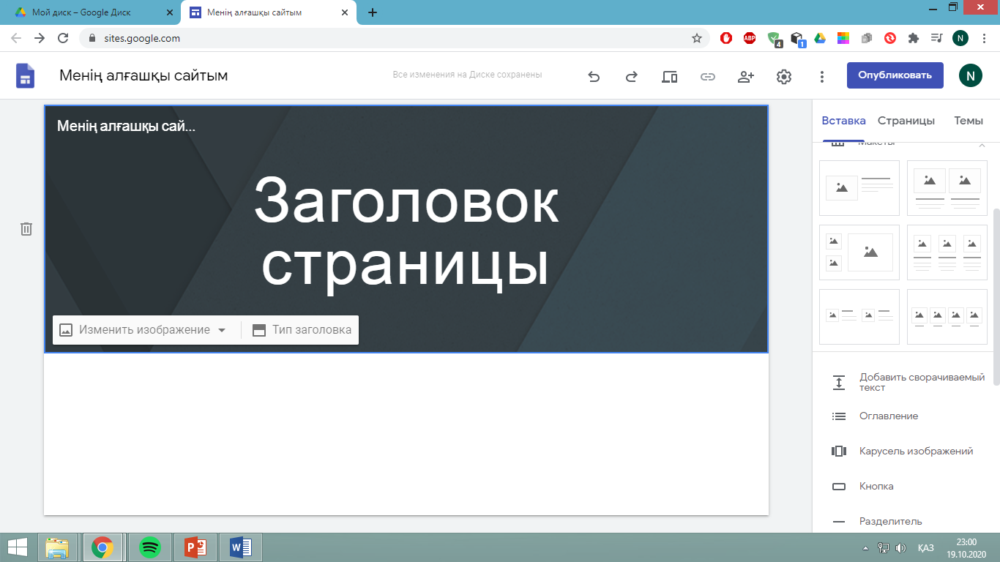 Мой диск – Google Диск
Менің алғашқы сайтым
sites.google.com
ABP
4
1
N
Менің алғашқы сайтым
Все изменения на Диске сохранены
Опубликовать
N
Менің алғашқы сай...
Заголовок
страницы
Изменить изображение
Тип заголовка
Вставка
Страницы
Темы
Макеты
Добавить сворачиваемый
текст
Оглавление
Карусель изображений
Кнопка
Разделитель
P
W
ҚАЗ
23:00
19.10.2020